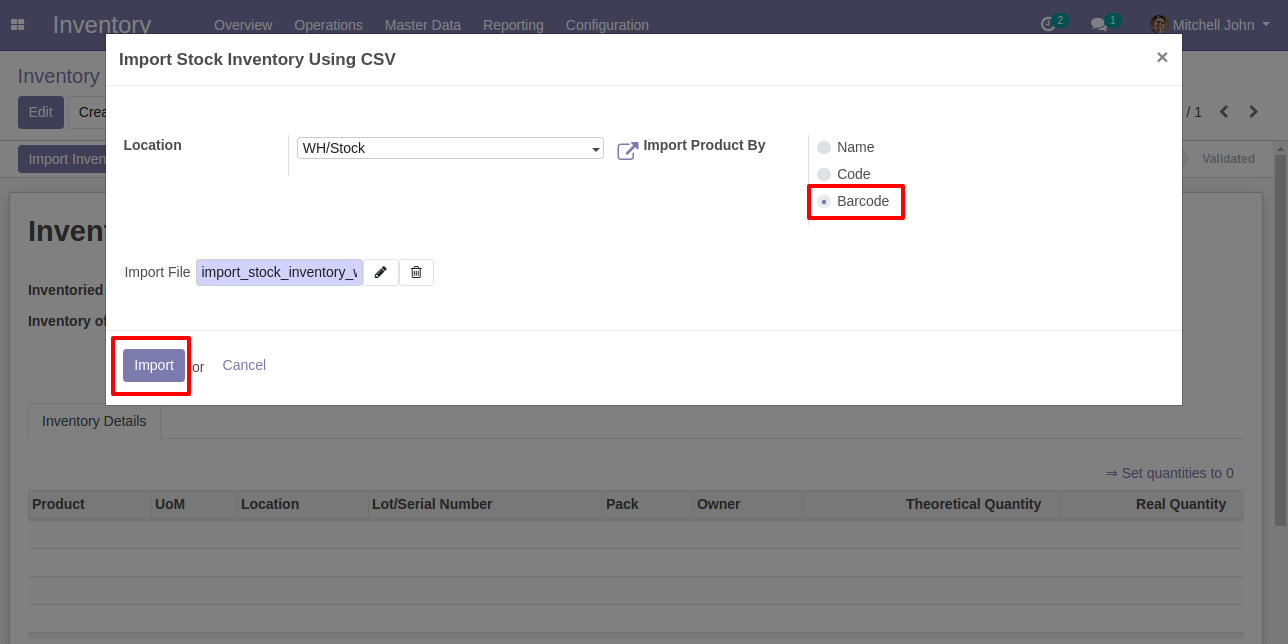 Inventory Overview Operations Master Data Reporting Configuration 2 1 Mitchell John
Import Stock Inventory Using CSV ×
Inventory
Edit Crea / 1
Location WH/Stock Import Product By Name
Import Inven Validated
Code
Barcode
Inven
Import File import_stock_inventory_
Inventoried
Inventory of
Import or Cancel
Inventory Details
⇒ Set quantities to 0
Product UoM Location Lot/Serial Number Pack Owner Theoretical Quantity Real Quantity